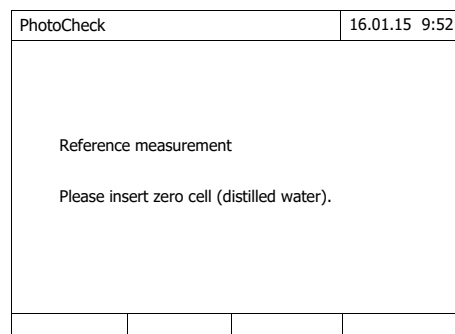 PhotoCheck 16.01.15 9:52
Reference measurement
Please insert zero cell (distilled water).